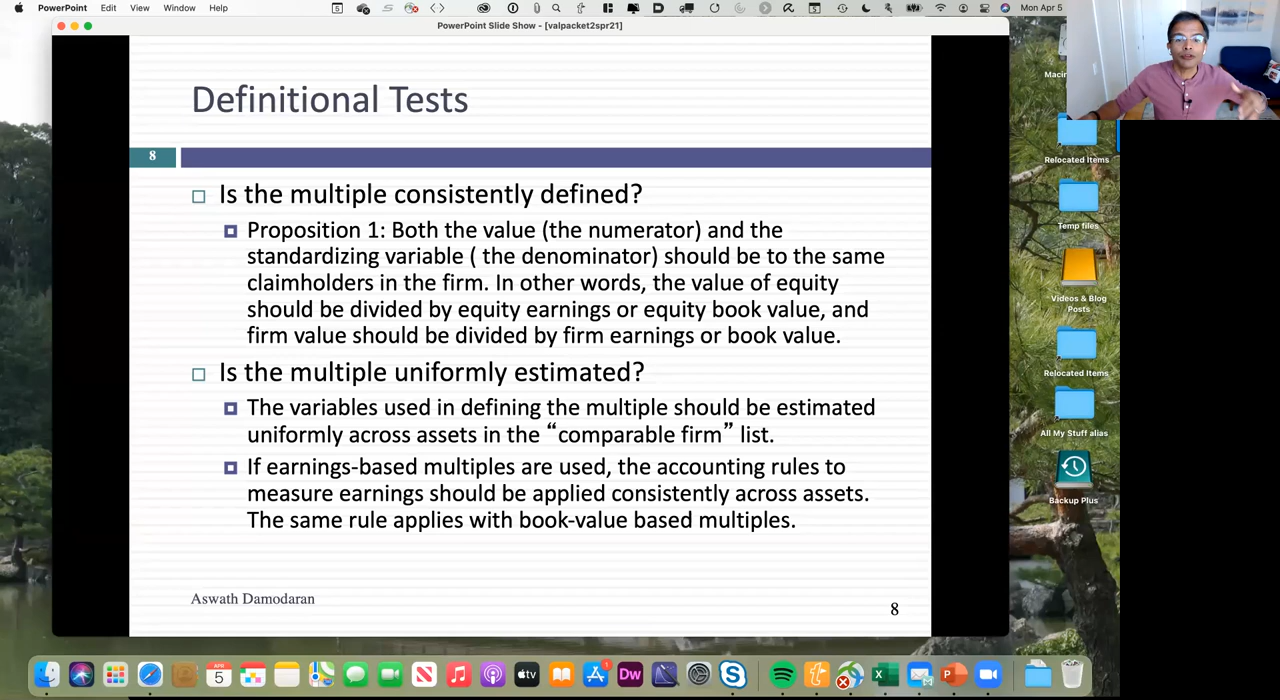 PowerPoint Edit View Window Help
5
5
Mon Apr 5
PowerPoint Slide Show - [valpacket2spr21]
Definitional Tests
8
Is the multiple consistently defined?
Proposition 1: Both the value (the numerator) and the
standardizing variable ( the denominator) should be to the same
claimholders in the firm. In other words, the value of equity
should be divided by equity earnings or equity book value, and
firm value should be divided by firm earnings or book value.
Is the multiple uniformly estimated?
The variables used in defining the multiple should be estimated
uniformly across assets in the “comparable firm” list.
If earnings-based multiples are used, the accounting rules to
measure earnings should be applied consistently across assets.
The same rule applies with book-value based multiples.
Aswath Damodaran
8
Relocated Items
Temp files
Videos & Blog
Posts
Relocated Items
All My Stuff alias
Backup Plus
APR
5
tv
1
Dw
S
X
P